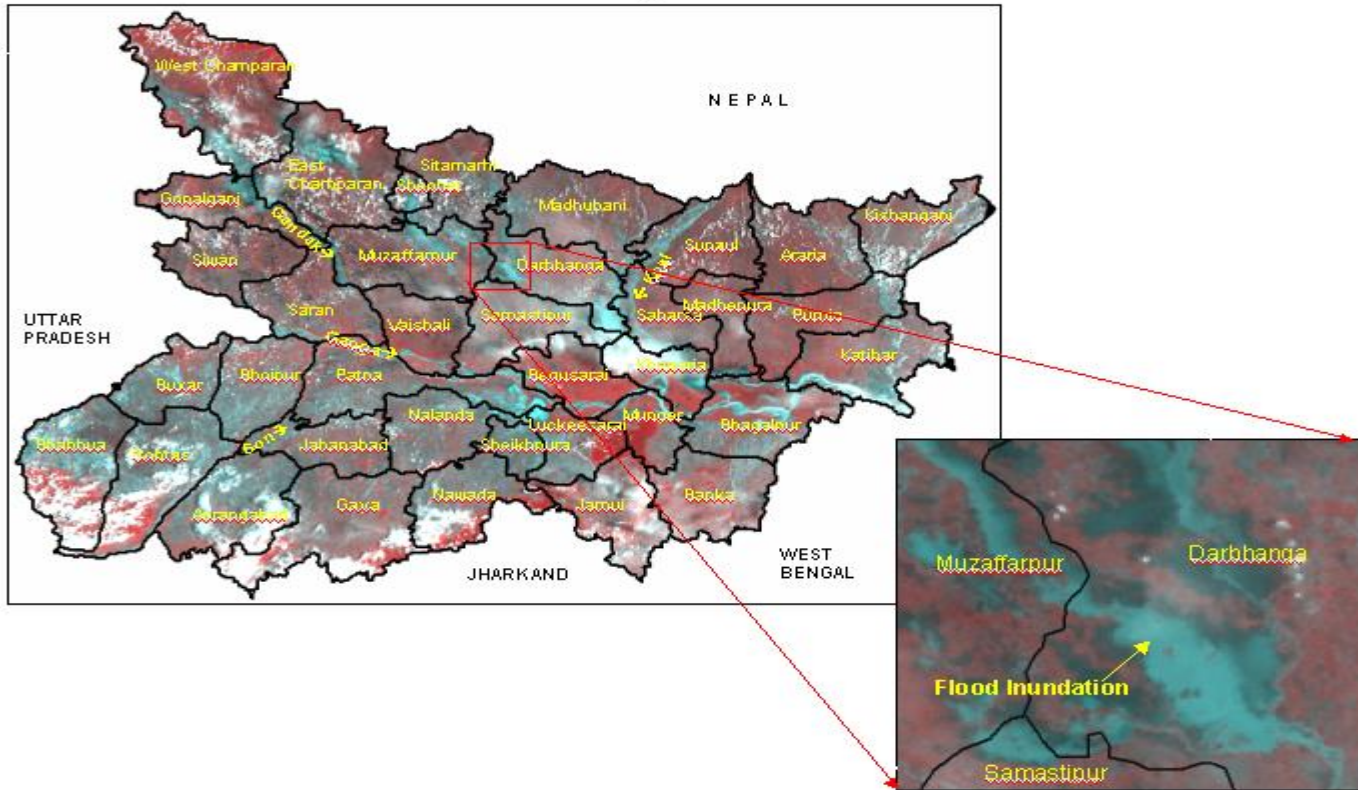 West Champaran
NEPAL
East
Champaran
Sitamarhi
Sheohar
Gopalganj
Madhubani
Kishanganj
Gandak
Siwan
Muzaffarpur
Darbhanga
Supaul
Araria
Kosi
UTTAR
PRADESH
Saran
Vaishali
Samastipur
Saharsa
Madhepura
Purnia
Ganga
Katihar
Buxar
Bhojpur
Patna
Begusarai
Khagaria
Nalanda
Luckeesarai
Munger
Bhagalpur
Bhabhua
Rohtas
Son
Jahanabad
Sheikhpura
Aurangabad
Gaya
Nawada
Jamui
Banka
JHARKAND
WEST
BENGAL
Muzaffarpur
Darbhanga
Flood Inundation
Samastipur